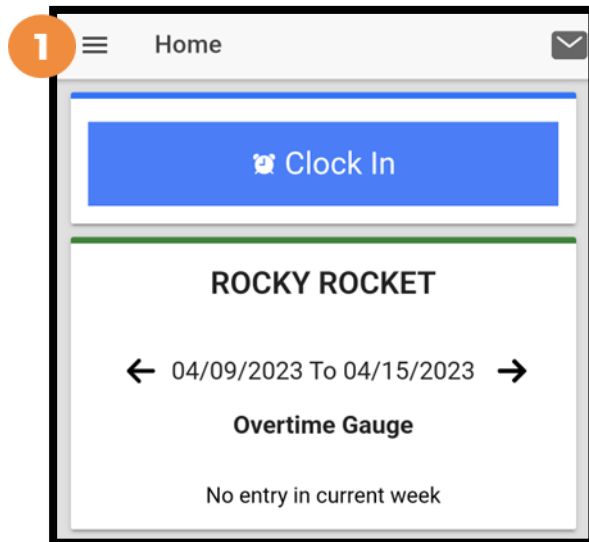 1
Home
Clock In
ROCKY ROCKET
04/09/2023 To 04/15/2023
Overtime Gauge
No entry in current week